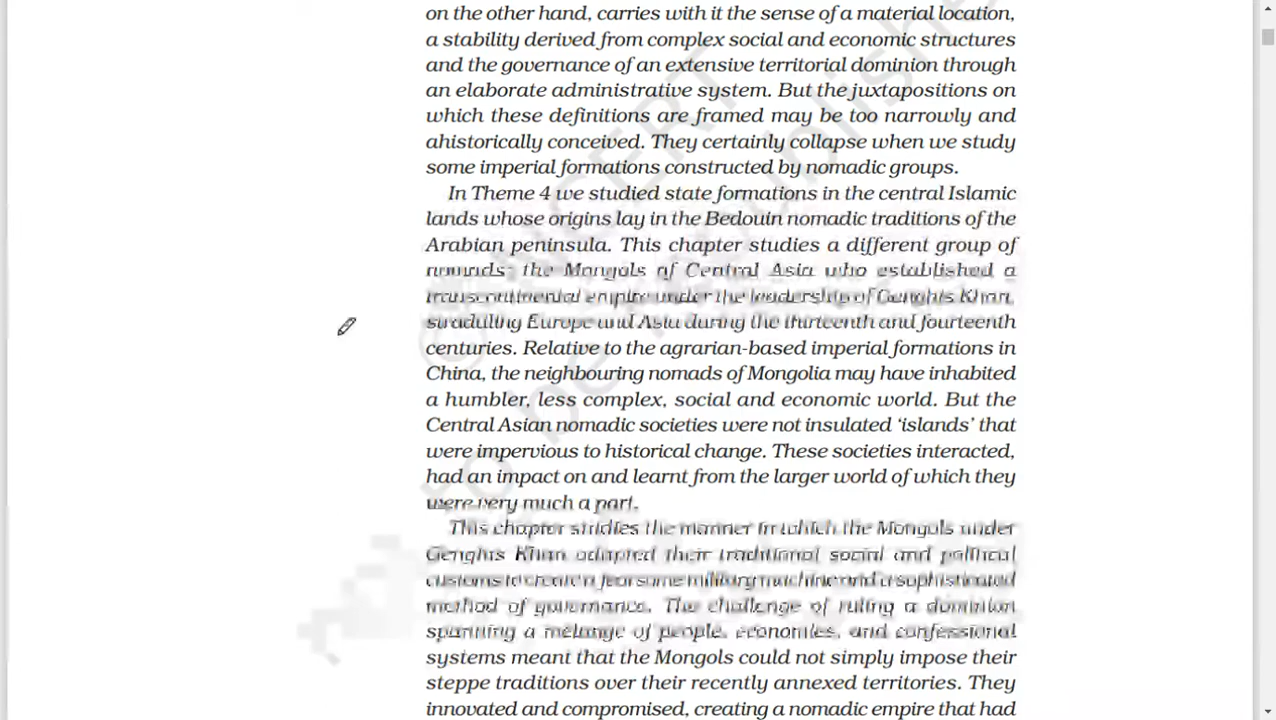 on the other hand, carries with it the sense of a material location,
a stability derived from complex social and economic structures
and the governance of an extensive territorial dominion through
an elaborate administrative system. But the juxtapositions on
which these definitions are framed may be too narrowly and
ahistorically conceived. They certainly collapse when we study
some imperial formations constructed by nomadic groups.
In Theme 4 we studied state formations in the central Islamic
lands whose origins lay in the Bedouin nomadic traditions of the
Arabian peninsula. This chapter studies a different group of
nomads: the Mongols of Central Asia who established a
transcontinental empire under the leadership of Genghis Khan,
straddling Europe and Asia during the thirteenth and fourteenth
centuries. Relative to the agrarian-based imperial formations in
China, the neighbouring nomads of Mongolia may have inhabited
a humbler, less complex, social and economic world. But the
Central Asian nomadic societies were not insulated ‘islands’ that
were impervious to historical change. These societies interacted,
had an impact on and learnt from the larger world of which they
were very much a part.
This chapter studies the manner in which the Mongols under
Genghis Khan adapted their traditional social and political
customs to create a fearsome military machine and a sophisticated
method of governance. The challenge of ruling a dominion
spanning a mélange of people, economies, and confessional
systems meant that the Mongols could not simply impose their
steppe traditions over their recently annexed territories. They
innovated and compromised, creating a nomadic empire that had